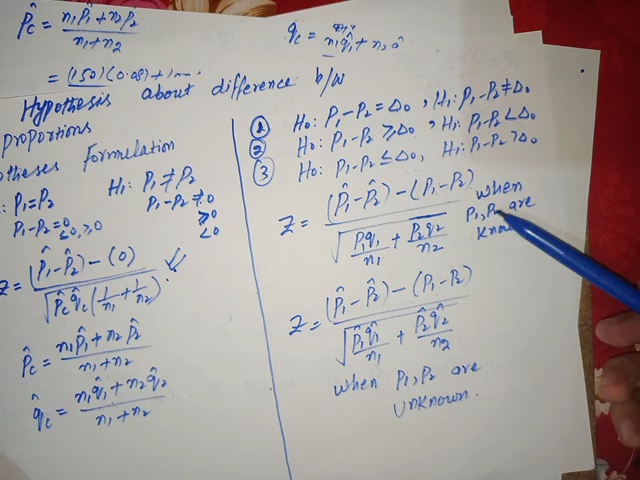 p̂c = n₁p̂₁ + n₂p₂ / n₁+n₂
= (150)(0.08) +
q̂c = n₁q̂₁ + n₂q̂
Hypothesis about difference b/w
proportions
otheses Formulation
: P₁=P₂ H₁: P₁≠P₂
P₁-P₂=0 P₁-P₂≠0
≤0, ≥0 >0
<0
Z = (p̂₁-p̂₂)-(0) / √p̂c q̂c (1/n₁ + 1/n₂)
p̂c = n₁p̂₁+n₂p̂₂ / n₁+n₂
q̂c = n₁q̂₁+n₂q̂₂ / n₁+n₂
① H₀: P₁-P₂ = Δ₀, H₁: P₁-P₂ ≠ Δ₀
② H₀: P₁-P₂ ≥ Δ₀, H₁: P₁-P₂ < Δ₀
③ H₀: P₁-P₂ ≤ Δ₀, H₁: P₁-P₂ > Δ₀
Z = (p̂₁-p̂₂)-(P₁-P₂) / √P₁q₁/n₁ + P₂q₂/n₂
when
P₁,P₂ are
Z = (p̂₁-p̂₂)-(P₁-P₂) / √p̂₁q̂₁/n₁ + p̂₂q̂₂/n₂
when P₁,P₂ are
unknown.